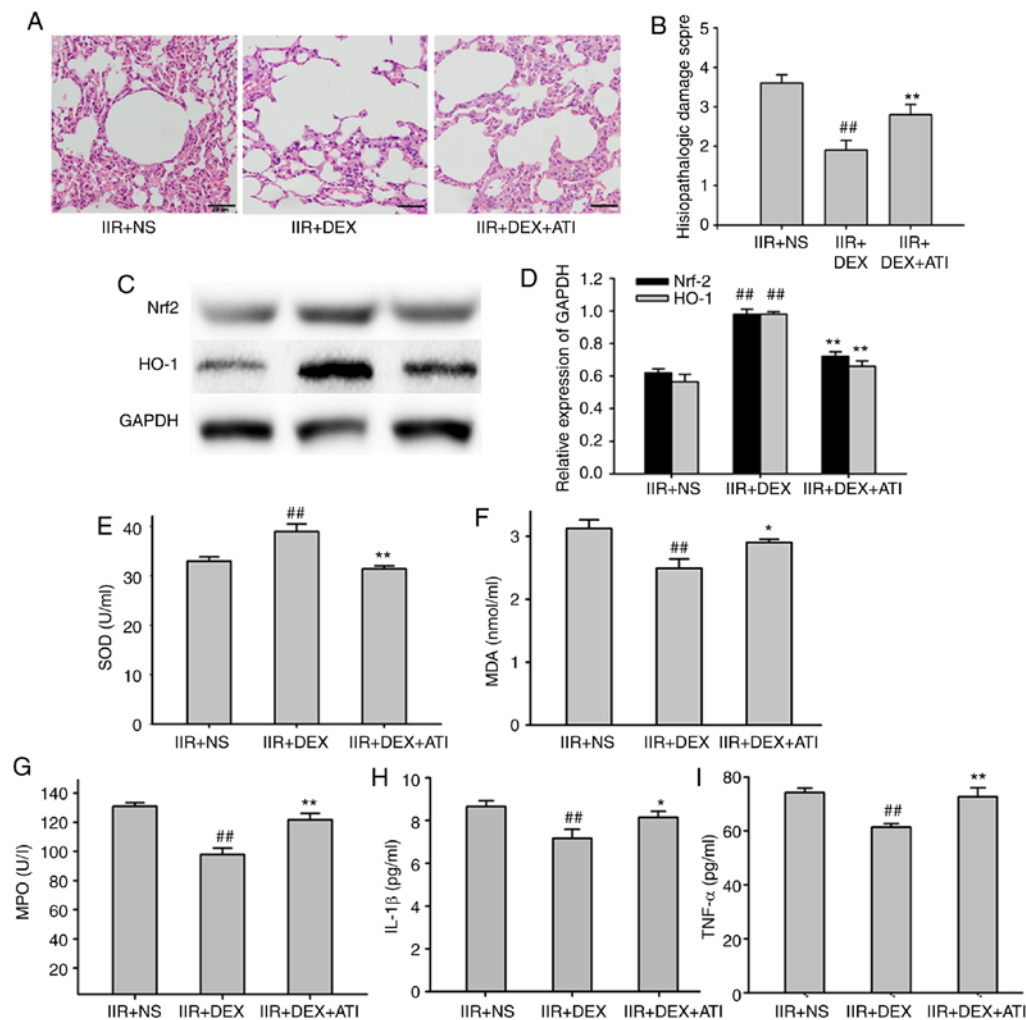 A
IIR+NS
IIR+DEX
IIR+DEX+ATI
B
Hisiopathalogic damage scpre
5
4
3
2
1
0
##
**
IIR+NS
IIR+
DEX
IIR+
DEX+ATI
C
Nrf2
HO-1
GAPDH
D
Nrf-2
HO-1
Relative expression of GAPDH
1.2
1.0
0.8
0.6
0.4
0.2
0.0
## ##
** **
IIR+NS
IIR+DEX
IIR+DEX+ATI
E
SOD (U/ml)
40
30
20
10
0
##
**
IIR+NS
IIR+DEX
IIR+DEX+ATI
F
MDA (nmol/ml)
3
2
1
0
##
*
IIR+NS
IIR+DEX
IIR+DEX+ATI
G
MPO (U/l)
140
120
100
80
60
40
20
##
**
IIR+NS
IIR+DEX
IIR+DEX+ATI
H
IL-1β (pg/ml)
10
8
6
4
2
0
##
*
IIR+NS
IIR+DEX
IIR+DEX+ATI
I
TNF-α (pg/ml)
80
60
40
20
0
##
**
IIR+NS
IIR+DEX
IIR+DEX+ATI